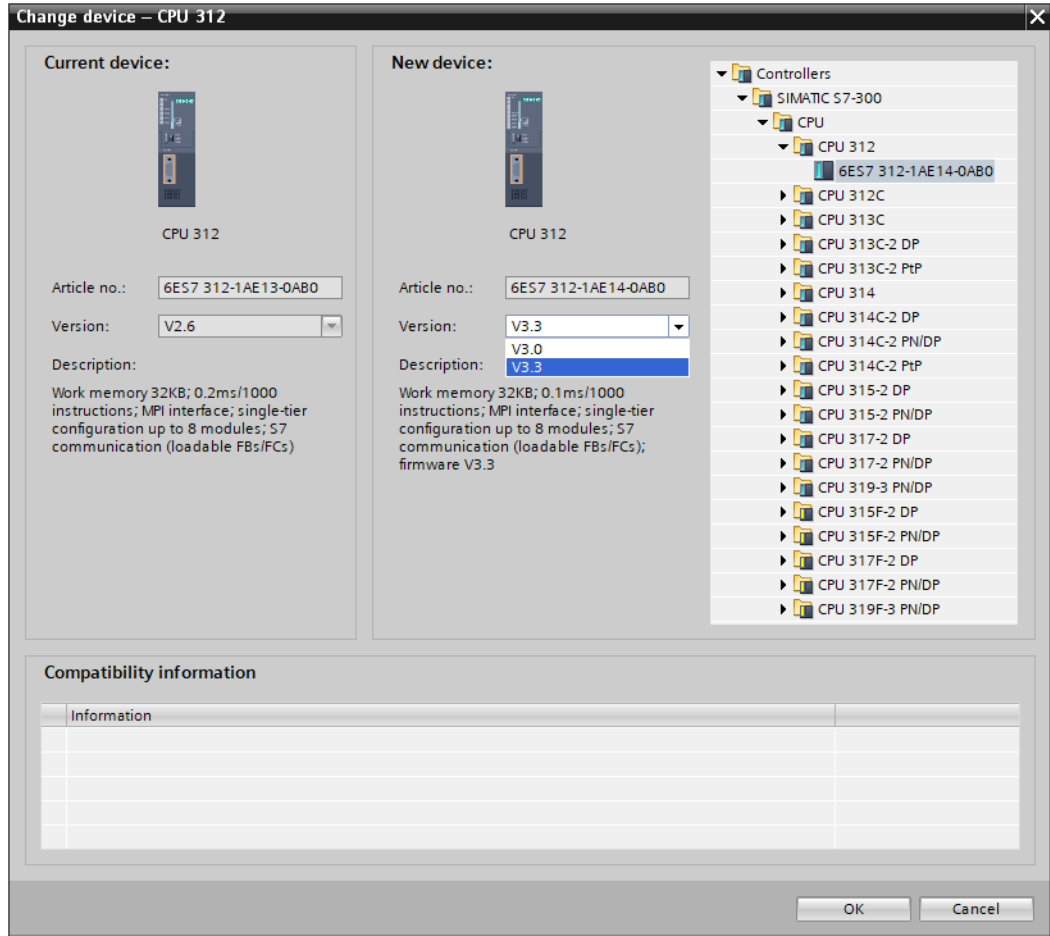 Change device – CPU 312
Current device:
CPU 312
Article no.: 6ES7 312-1AE13-0AB0
Version: V2.6
Description:
Work memory 32KB; 0.2ms/1000
instructions; MPI interface; single-tier
configuration up to 8 modules; S7
communication (loadable FBs/FCs)
New device:
CPU 312
Article no.: 6ES7 312-1AE14-0AB0
Version: V3.3
V3.0
V3.3
Description:
Work memory 32KB; 0.1ms/1000
instructions; MPI interface; single-tier
configuration up to 8 modules; S7
communication (loadable FBs/FCs);
firmware V3.3
Controllers
SIMATIC S7-300
CPU
CPU 312
6ES7 312-1AE14-0AB0
CPU 312C
CPU 313C
CPU 313C-2 DP
CPU 313C-2 PtP
CPU 314
CPU 314C-2 DP
CPU 314C-2 PN/DP
CPU 314C-2 PtP
CPU 315-2 DP
CPU 315-2 PN/DP
CPU 317-2 DP
CPU 317-2 PN/DP
CPU 319-3 PN/DP
CPU 315F-2 DP
CPU 315F-2 PN/DP
CPU 317F-2 DP
CPU 317F-2 PN/DP
CPU 319F-3 PN/DP
Compatibility information
Information
OK
Cancel